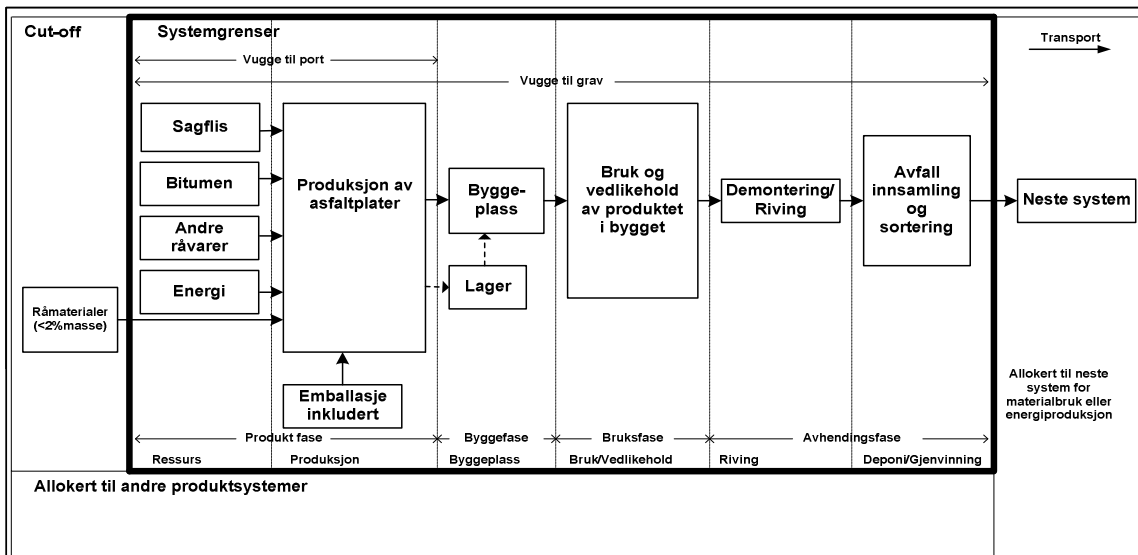 Cut-off
Systemgrenser
Transport
Vugge til port
Vugge til grav
Sagflis
Bitumen
Andre
råvarer
Energi
Råmaterialer
(<2%masse)
Produksjon av
asfaltplater
Emballasje
inkludert
Bygge-
plass
Lager
Bruk og
vedlikehold
av produktet
i bygget
Demontering/
Riving
Avfall
innsamling
og
sortering
Neste system
Allokert til neste
system for
materialbruk eller
energiproduksjon
Produkt fase
Byggefase
Bruksfase
Avhendingsfase
Ressurs
Produksjon
Byggeplass
Bruk/Vedlikehold
Riving
Deponi/Gjenvinning
Allokert til andre produktsystemer